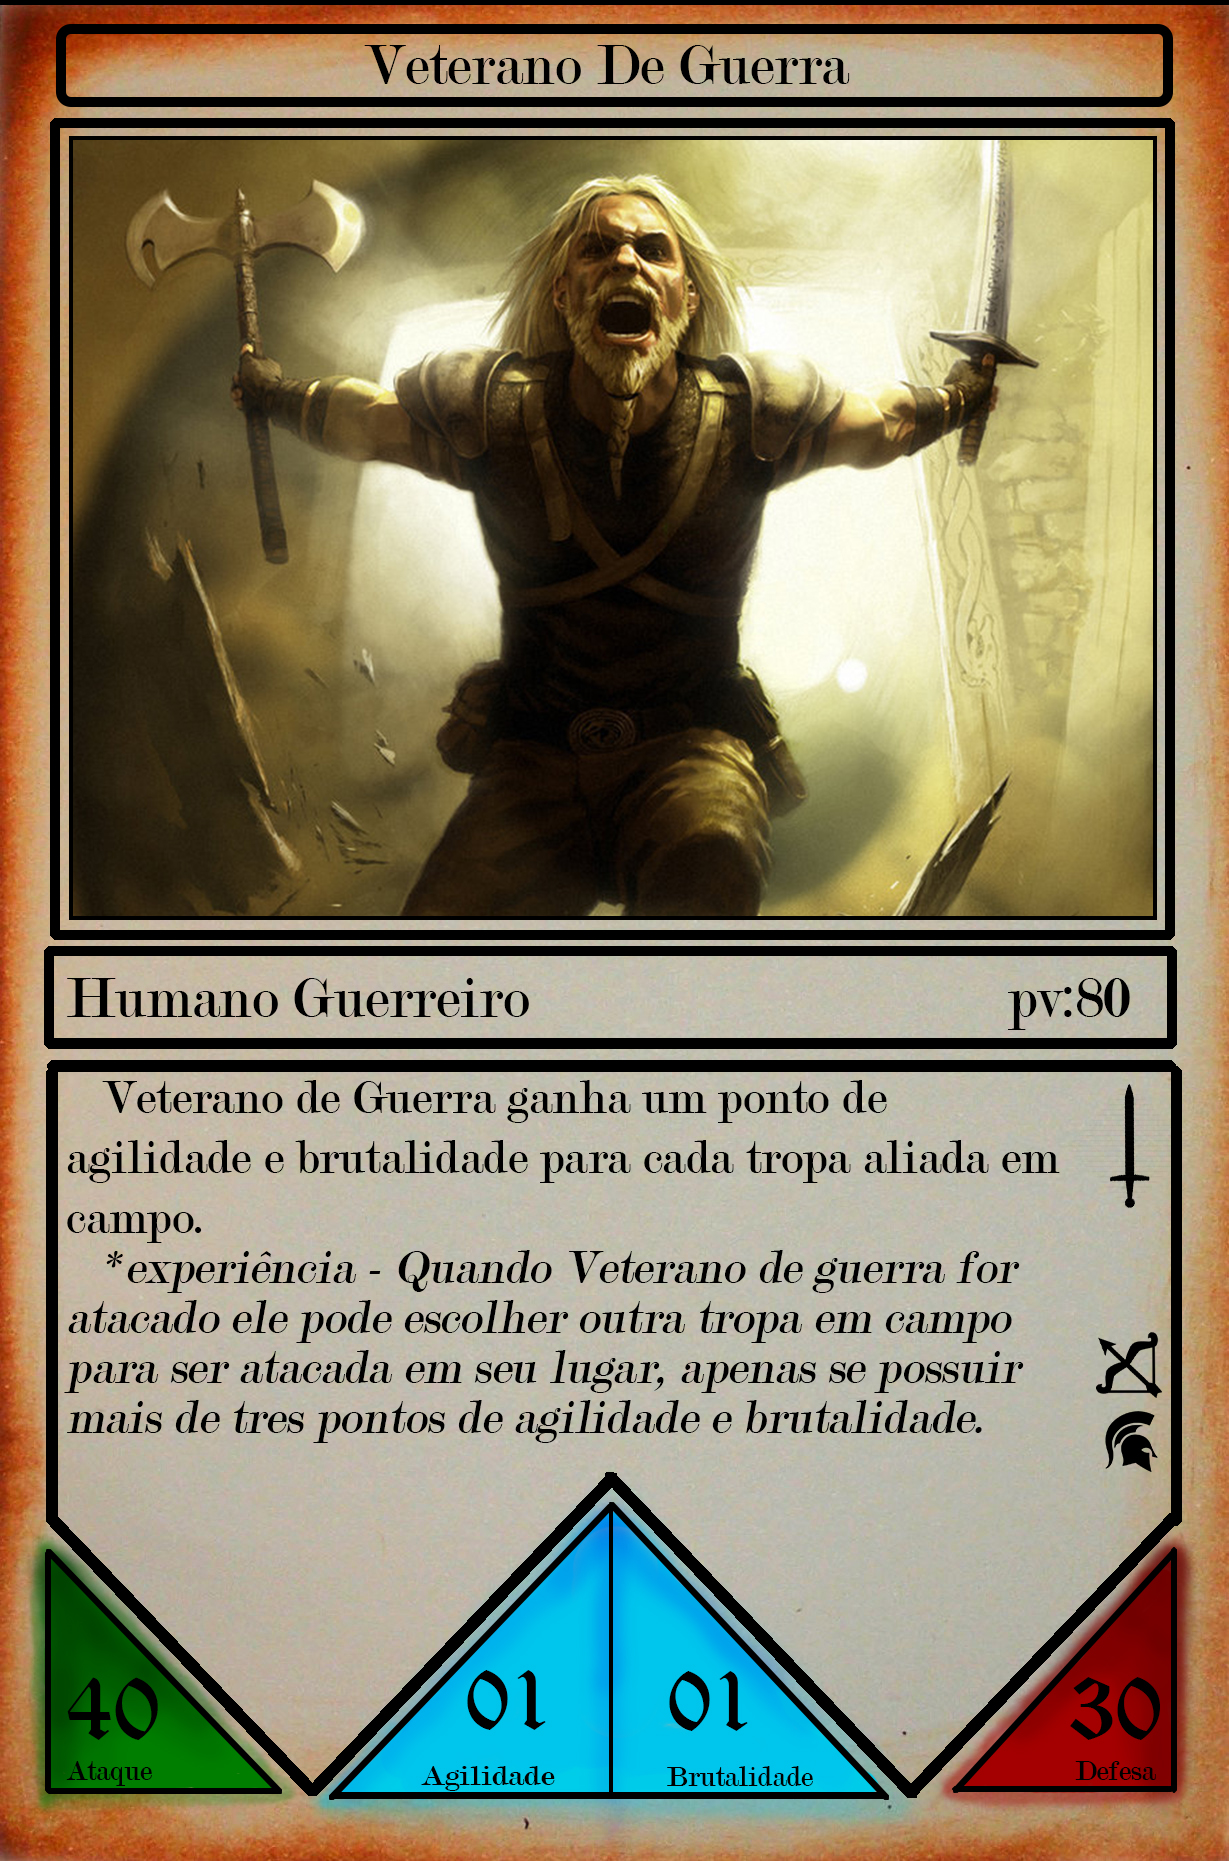 Veterano De Guerra
Humano Guerreiro
pv:80
Veterano de Guerra ganha um ponto de
agilidade e brutalidade para cada tropa aliada em
campo.
*experiência - Quando Veterano de guerra for
atacado ele pode escolher outra tropa em campo
para ser atacada em seu lugar, apenas se possuir
mais de tres pontos de agilidade e brutalidade.
40
Ataque
01
Agilidade
01
Brutalidade
30
Defesa